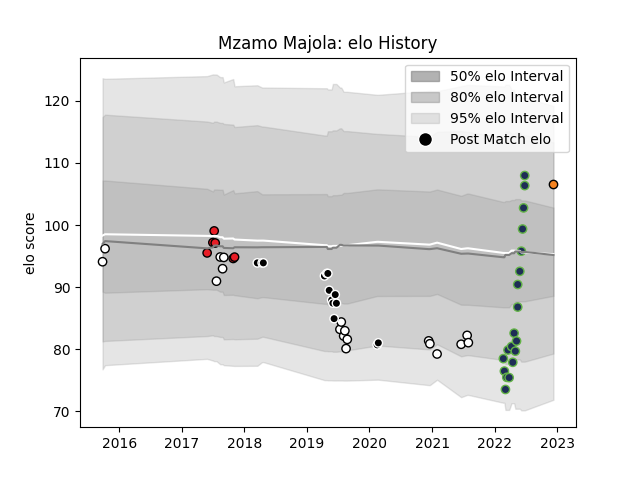 Mzamo Majola: elo History
50% elo Interval
80% elo Interval
95% elo Interval
Post Match elo
elo score
120
110
100
90
80
70
2016 2017 2018 2019 2020 2021 2022 2023